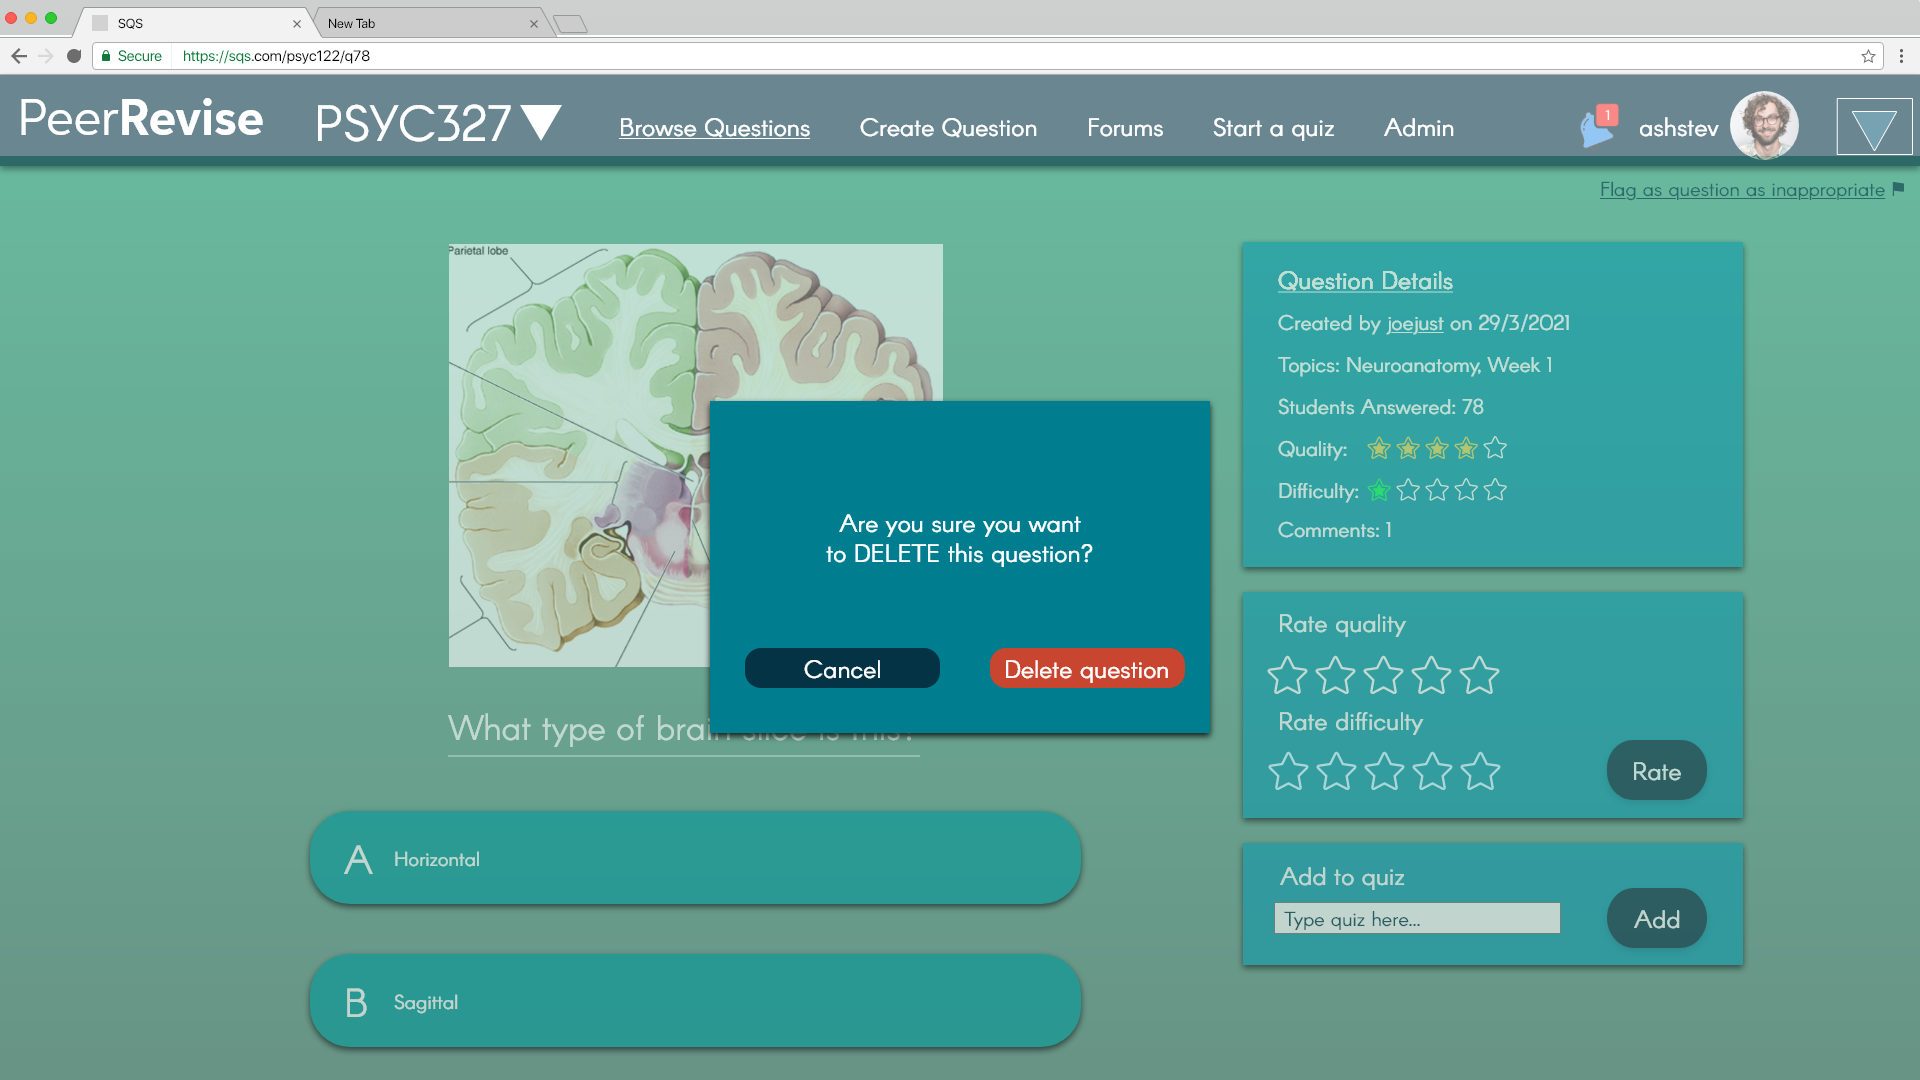 SQS
New Tab
Secure
https://sqs.com/psyc122/q78
PeerRevise
PSYC327
Browse Questions
Create Question
Forums
Start a quiz
Admin
1
ashstev
Flag as question as inappropriate
Parietal lobe
Question Details
Created by joejust on 29/3/2021
Topics: Neuroanatomy, Week 1
Students Answered: 78
Quality:
Difficulty:
Comments: 1
Are you sure you want
to DELETE this question?
Cancel
Delete question
Rate quality
Rate difficulty
Rate
What type of brain slice is this?
A Horizontal
B Sagittal
Add to quiz
Type quiz here...
Add